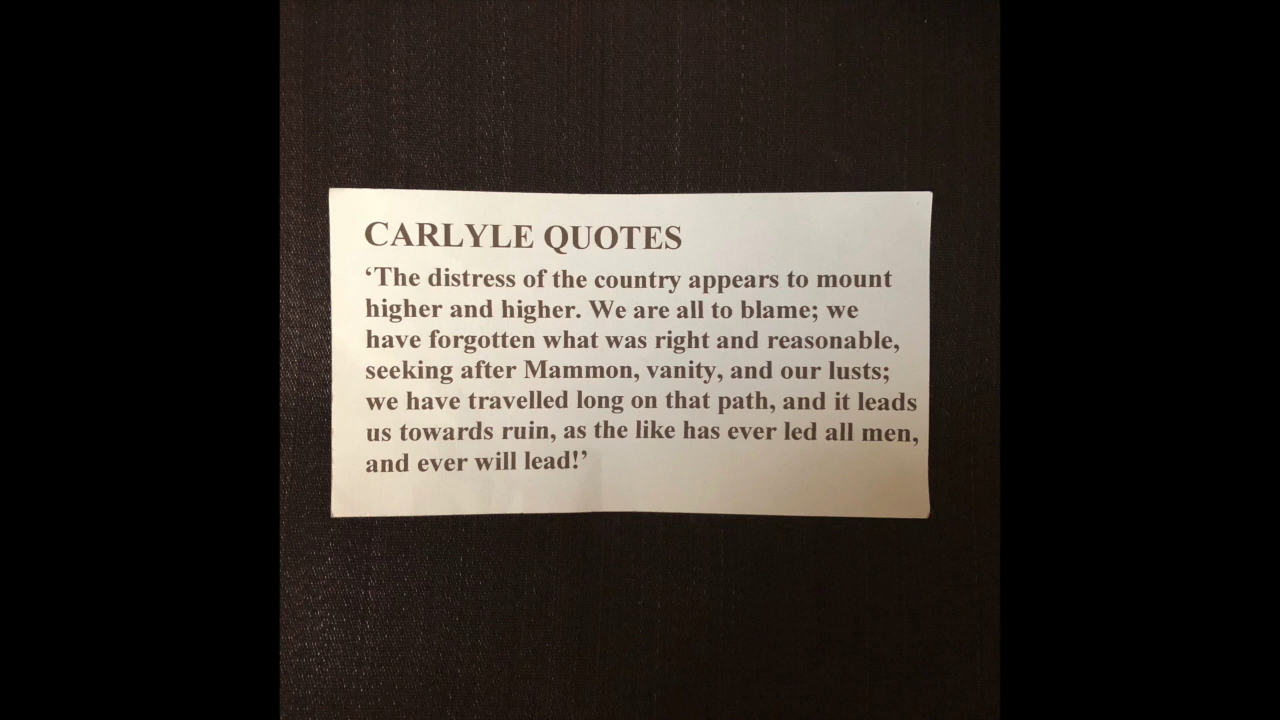 CARLYLE QUOTES
‘The distress of the country appears to mount
higher and higher. We are all to blame; we
have forgotten what was right and reasonable,
seeking after Mammon, vanity, and our lusts;
we have travelled long on that path, and it leads
us towards ruin, as the like has ever led all men,
and ever will lead!’